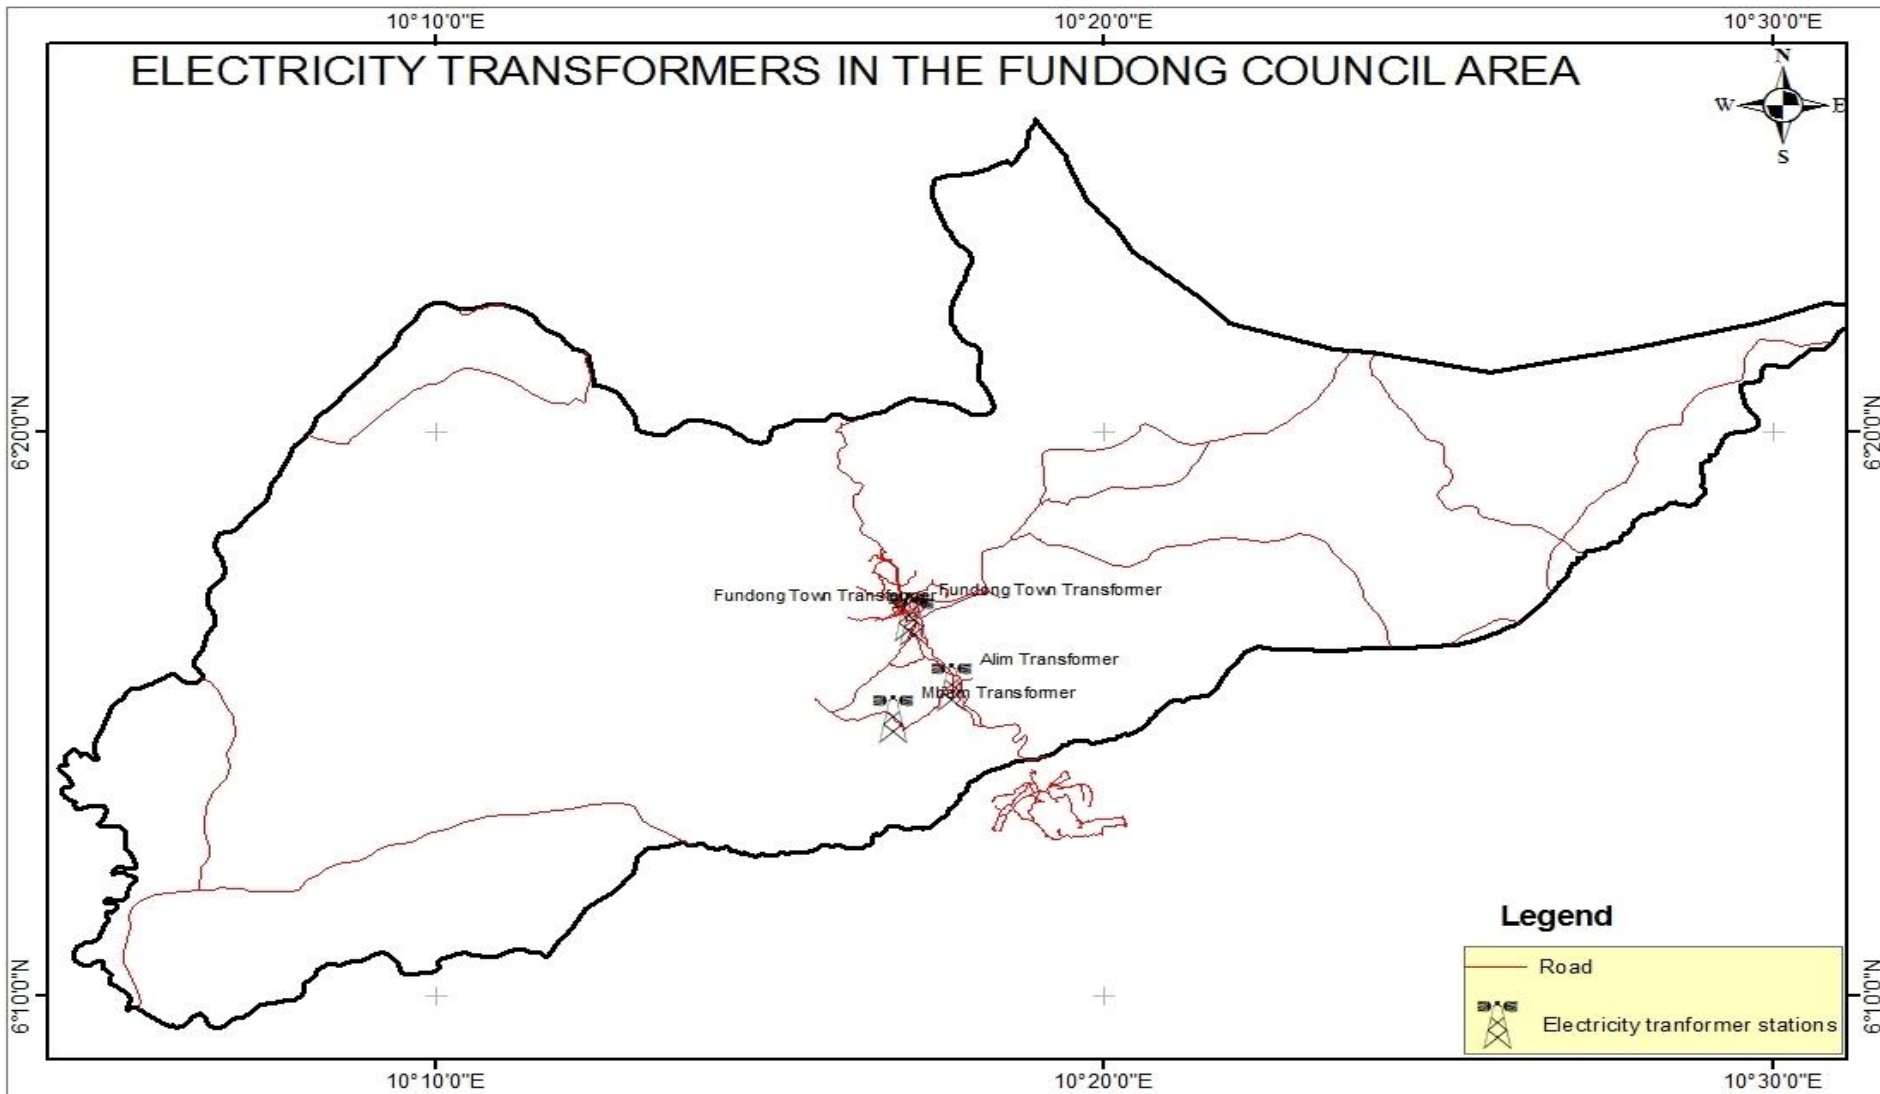 10°10'0"E 10°20'0"E 10°30'0"E
ELECTRICITY TRANSFORMERS IN THE FUNDONG COUNCIL AREA
N
W E
S
6°20'0"N 6°20'0"N
Fundong Town Transformer Fundong Town Transformer
Alim Transformer
Transformer
Legend
Road
Electricity tranformer stations
6°10'0"N 6°10'0"N
10°10'0"E 10°20'0"E 10°30'0"E